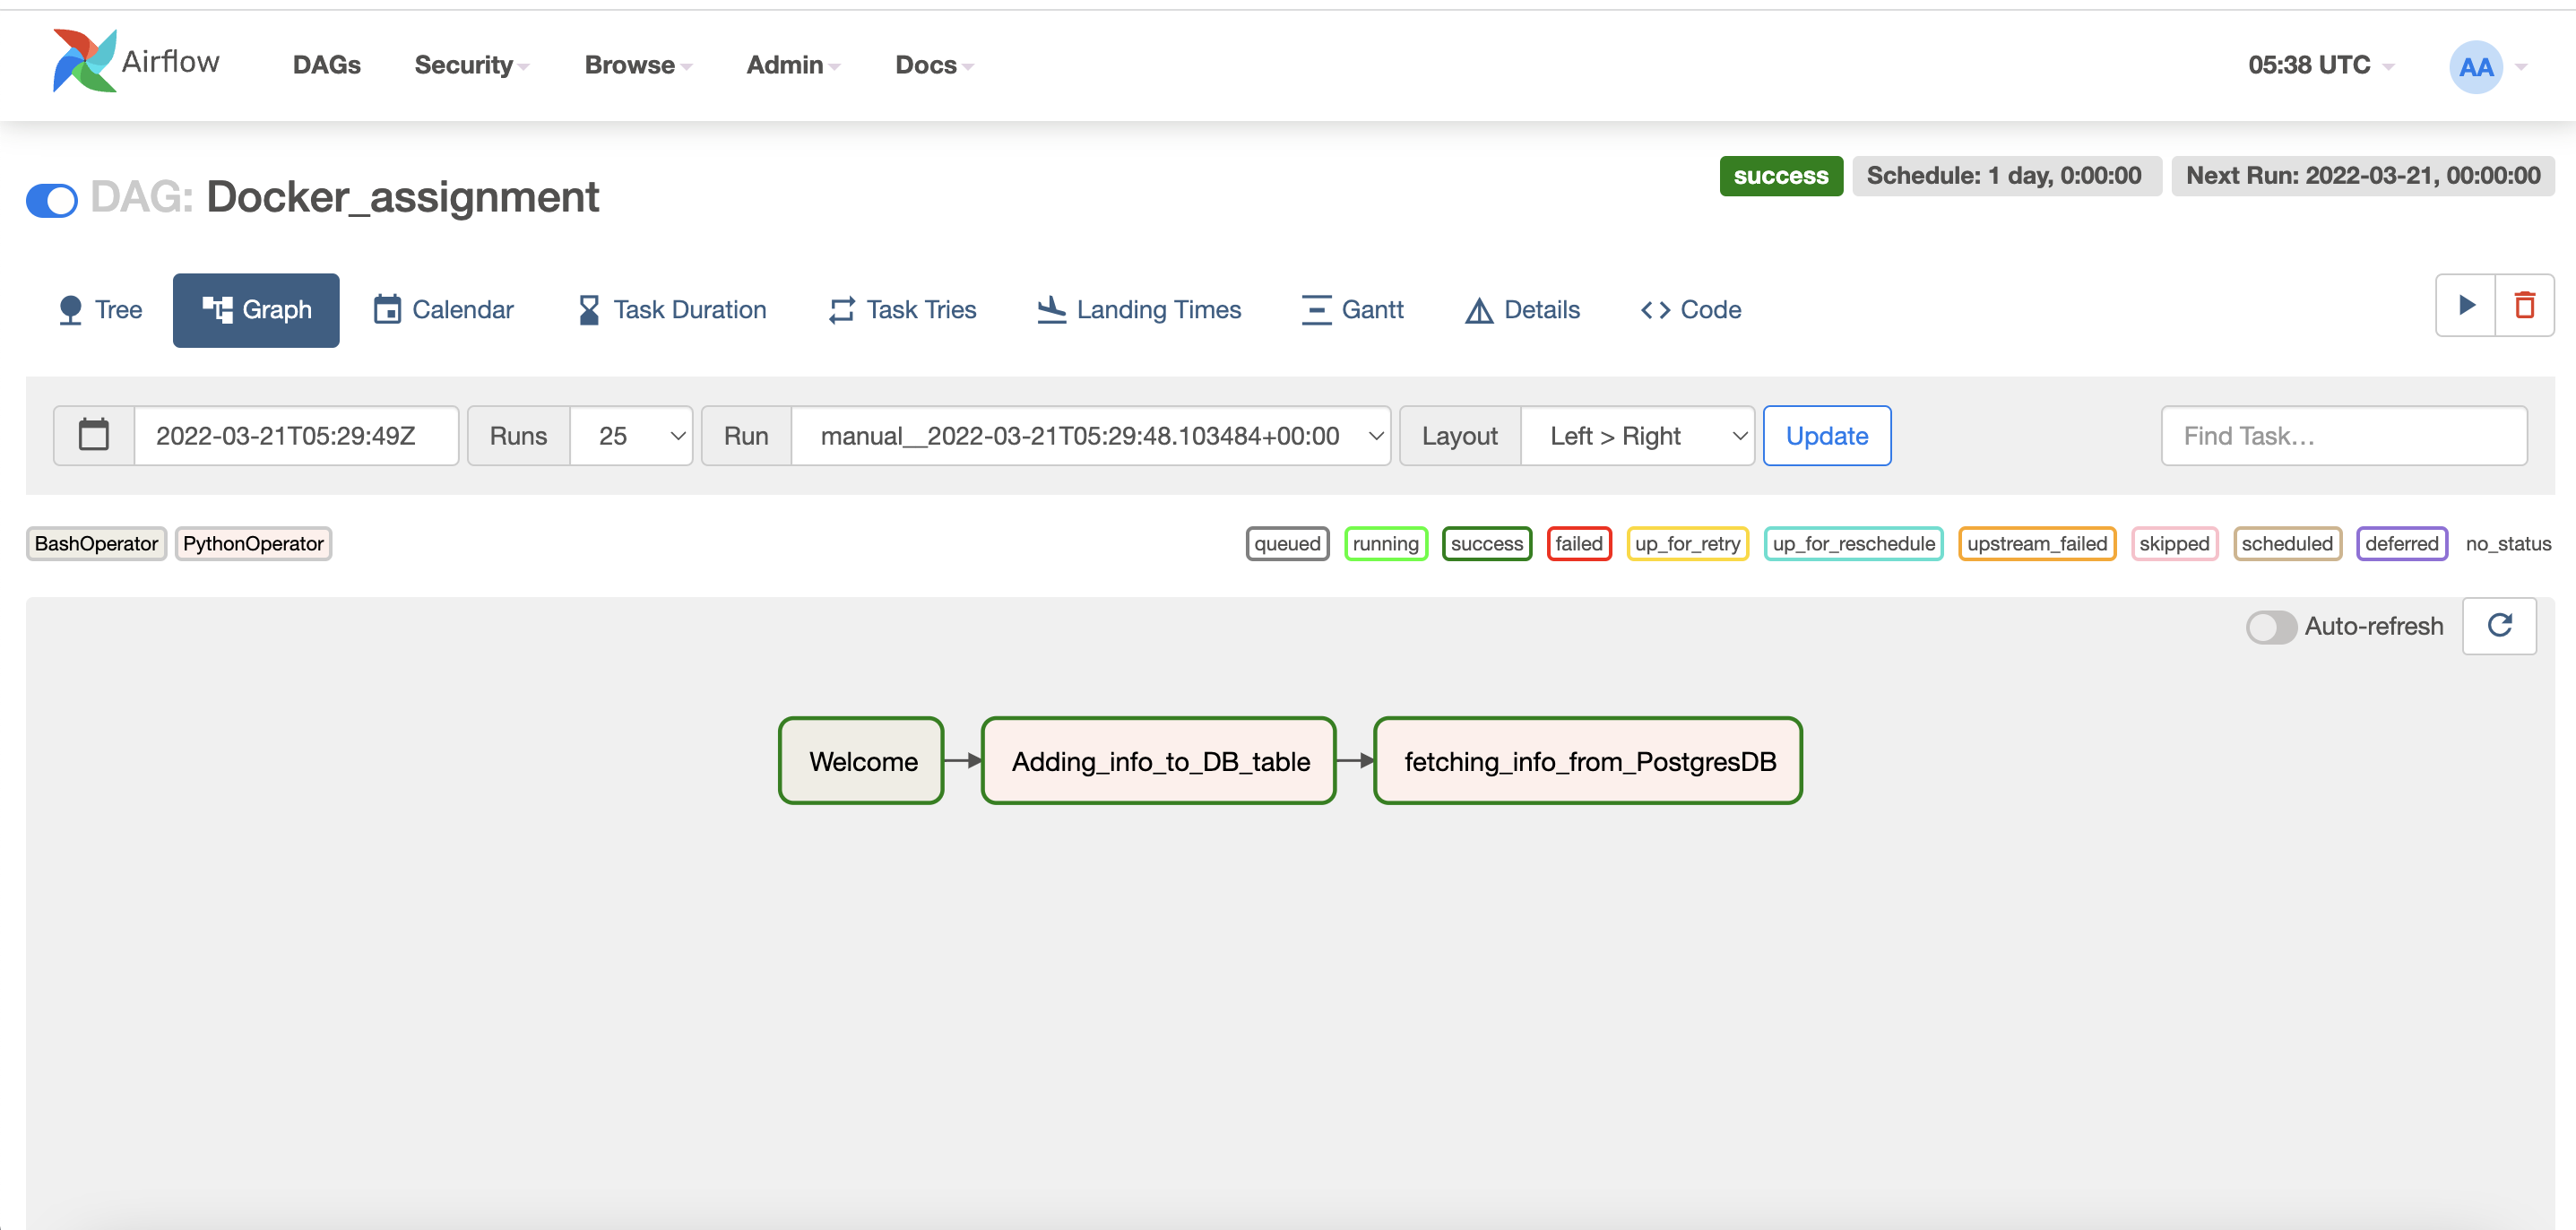 Airflow DAGs Security Browse Admin Docs 05:38 UTC AA
success Schedule: 1 day, 0:00:00 Next Run: 2022-03-21, 00:00:00
DAG: Docker_assignment
Tree Graph Calendar Task Duration Task Tries Landing Times Gantt Details Code
2022-03-21T05:29:49Z Runs 25 Run manual__2022-03-21T05:29:48.103484+00:00 Layout Left > Right Update Find Task...
BashOperator PythonOperator queued running success failed up_for_retry up_for_reschedule upstream_failed skipped scheduled deferred no_status
Auto-refresh
Welcome Adding_info_to_DB_table fetching_info_from_PostgresDB